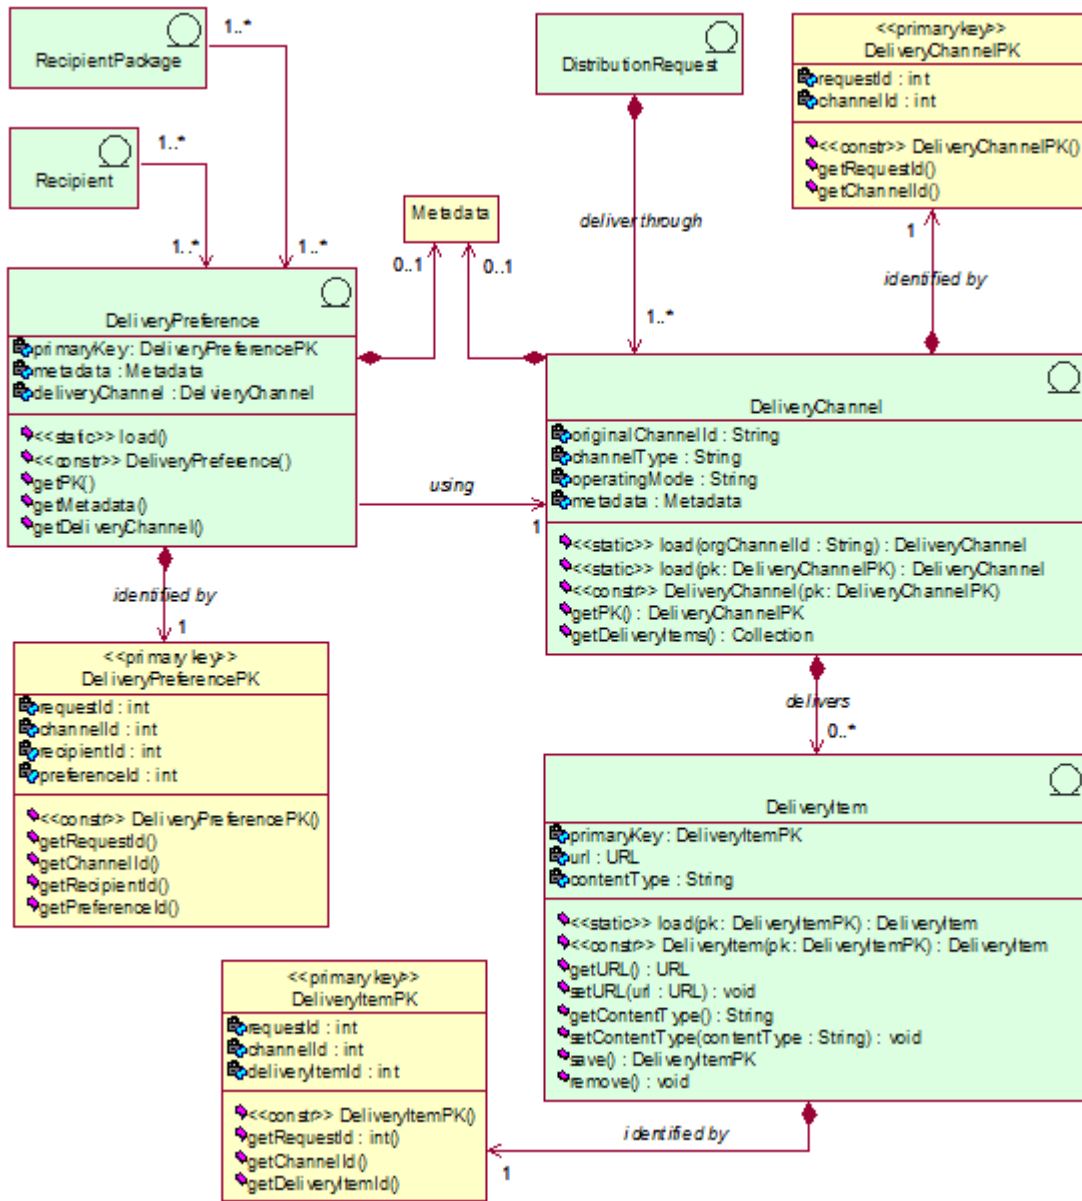 1..*
RecipientPackage
1..*
Recipient
1..*
1..*
DistributionRequest
deliver through
1..*
<<primarykey>>
DeliveryChannelPK
requestId : int
channelId : int
<<constr>> DeliveryChannelPK()
getRequestId()
getChannelId()
1
identified by
Metadata
0..1
0..1
DeliveryPreference
primaryKey : DeliveryPreferencePK
metadata : Metadata
deliveryChannel : DelvieryChannel
<<static>> load()
<<constr>> DeliveryPreference()
getPK()
getMetadata()
getDeliveryChannel()
using
1
identified by
1
DeliveryChannel
originalChannelId : String
channelType : String
operatingMode : String
metadata : Metadata
<<static>> load(orgChannelId : String) : DeliveryChannel
<<static>> load(pk : DeliveryChannelPK) : DeliveryChannel
<<constr>> DeliveryChannel(pk : DeliveryChannelPK)
getPK() : DeliveryChannelPK
getDeliveryItems() : Collection
delivers
0..*
<<primary key>>
DeliveryPreferencePK
requestId : int
channelId : int
recipientId : int
preferenceId : int
<<constr>> DeliveryPreferencePK()
getRequestId()
getChannelId()
getRecipientId()
getPreferenceId()
DeliveryItem
primaryKey : DeliveryItemPK
url : URL
contentType : String
<<static>> load(pk : DeliveryItemPK) : DeliveryItem
<<constr>> DeliveryItem(pk : DeliveryItemPK) : DeliveryItem
getURL() : URL
setURL(url : URL) : void
getContentType() : String
setContentType(contentType : String) : void
save() : DeliveryItemPK
remove() : void
<<primary key>>
DeliveryItemPK
requestId : int
channelId : int
deliveryItemId : int
<<constr>> DeliveryItemPK()
getRequestId : int()
getChannelId()
getDeliveryItemId()
identified by
1